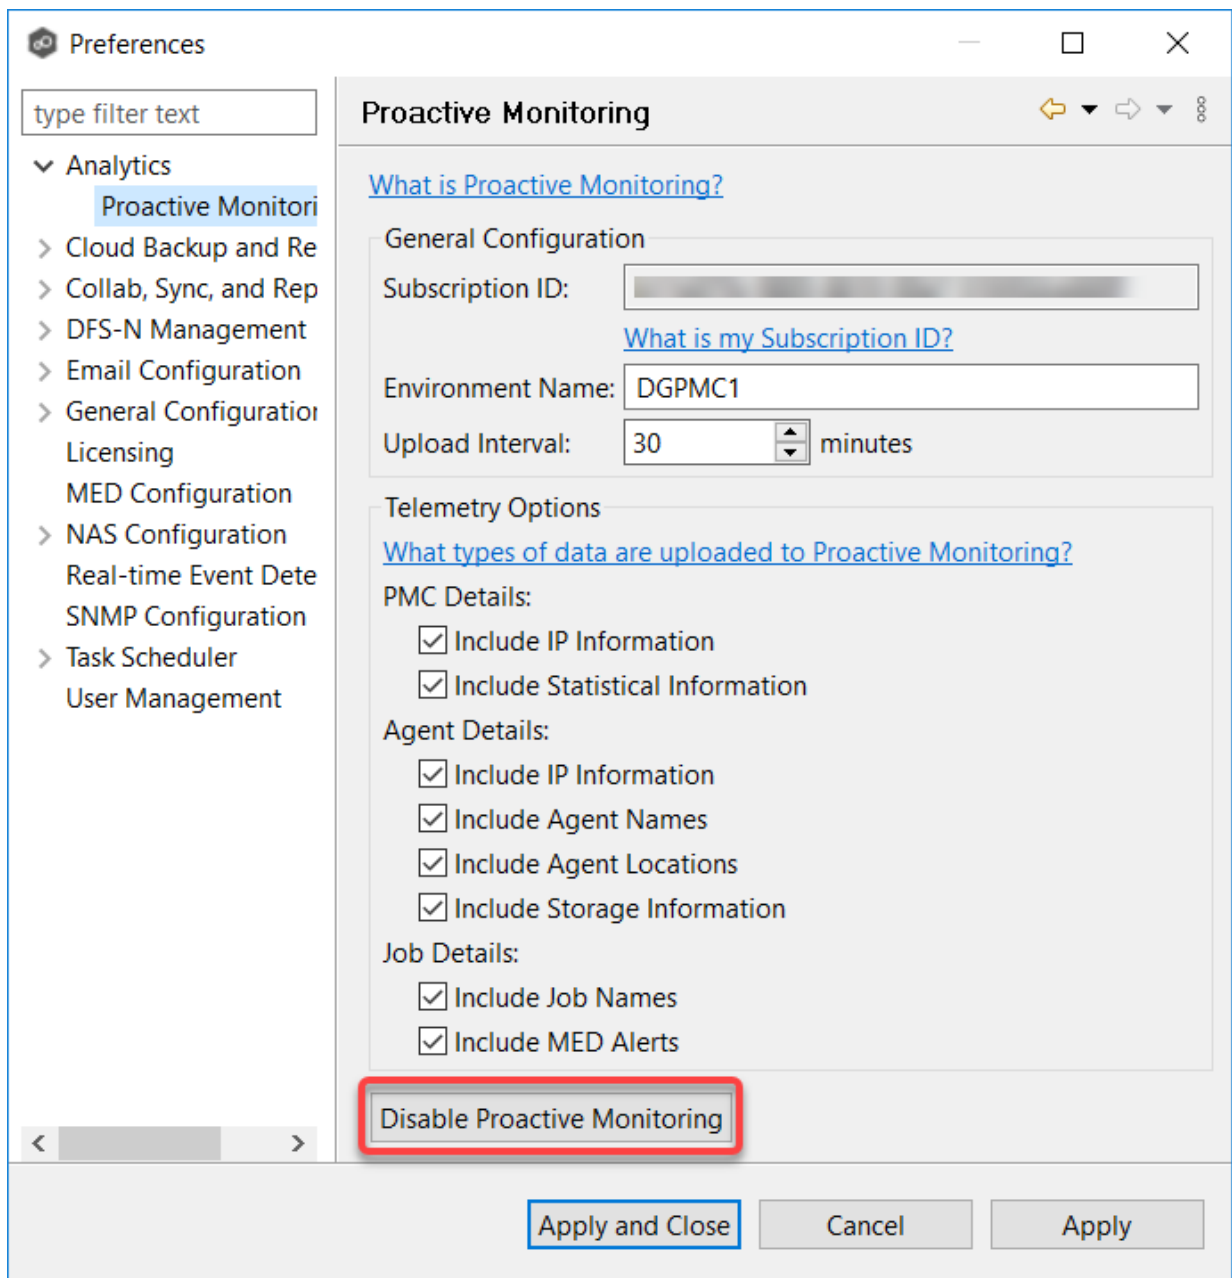 Preferences
type filter text
Analytics
Proactive Monitori
Cloud Backup and Re
Collab, Sync, and Rep
DFS-N Management
Email Configuration
General Configuration
Licensing
MED Configuration
NAS Configuration
Real-time Event Dete
SNMP Configuration
Task Scheduler
User Management
Proactive Monitoring
What is Proactive Monitoring?
General Configuration
Subscription ID:
What is my Subscription ID?
Environment Name: DGPMC1
Upload Interval: 30 minutes
Telemetry Options
What types of data are uploaded to Proactive Monitoring?
PMC Details:
Include IP Information
Include Statistical Information
Agent Details:
Include IP Information
Include Agent Names
Include Agent Locations
Include Storage Information
Job Details:
Include Job Names
Include MED Alerts
Disable Proactive Monitoring
Apply and Close Cancel Apply